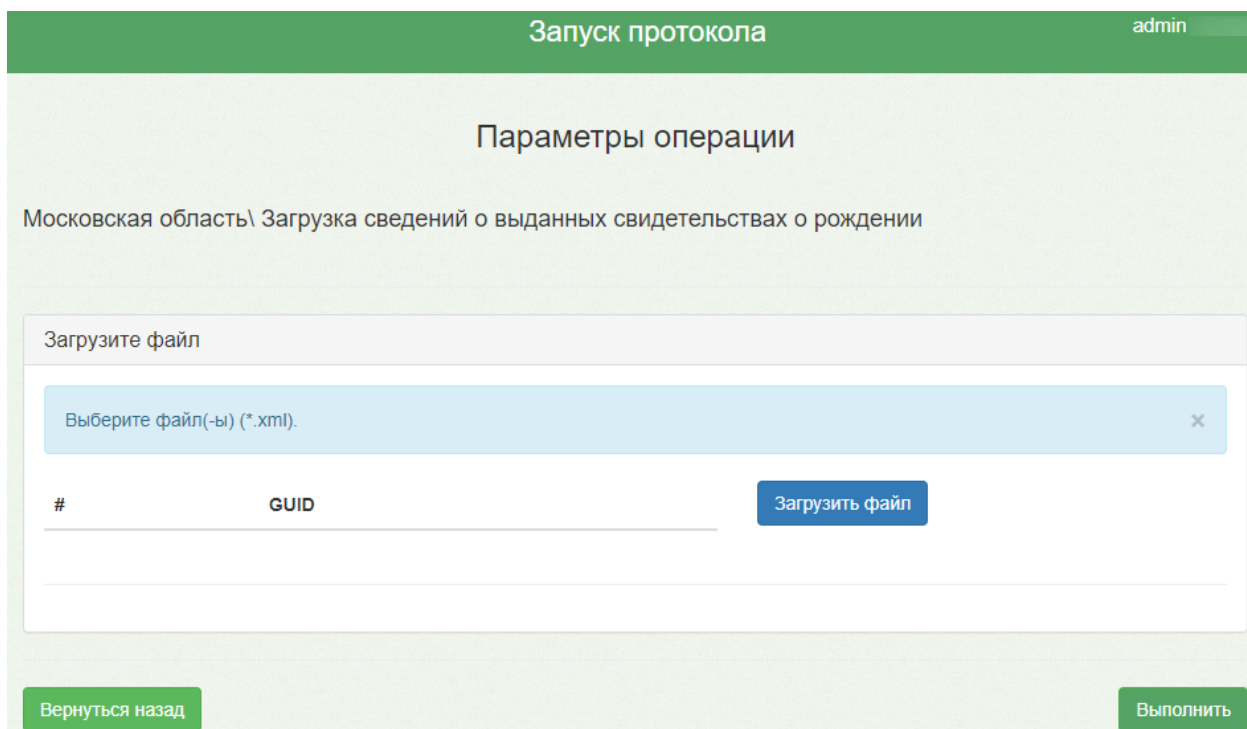 Запуск протокола
admin
Параметры операции
Московская область\ Загрузка сведений о выданных свидетельствах о рождении
Загрузите файл
Выберите файл(-ы) (*.xml).
×
# GUID
Загрузить файл
Вернуться назад
Выполнить